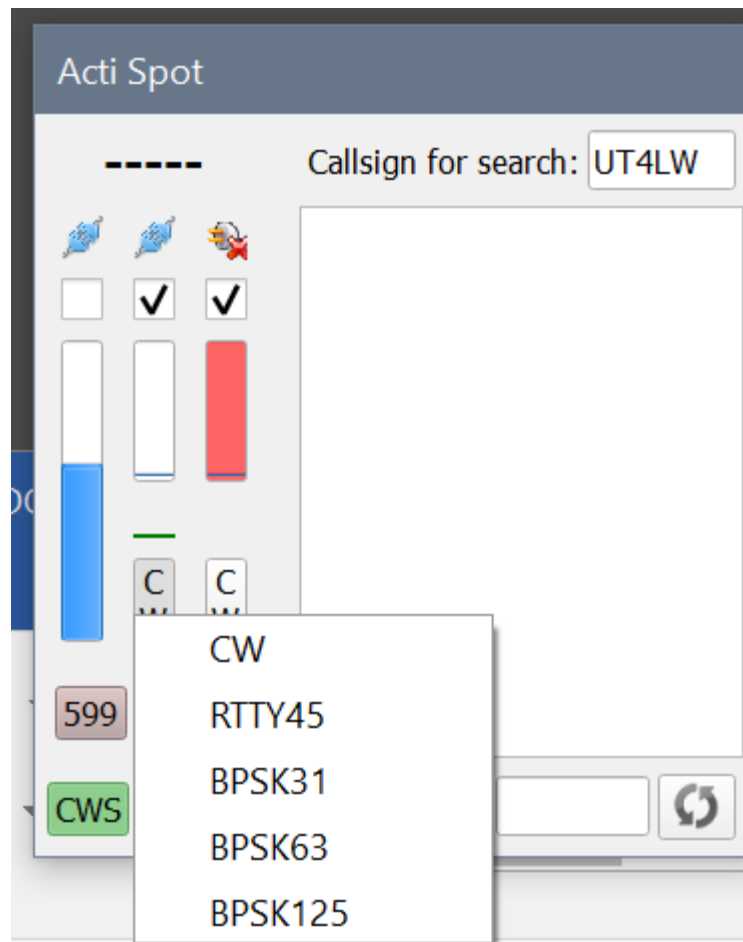 Acti Spot
-----
Callsign for search: UT4LW
C C
599
CWS
CW
RTTY45
BPSK31
BPSK63
BPSK125